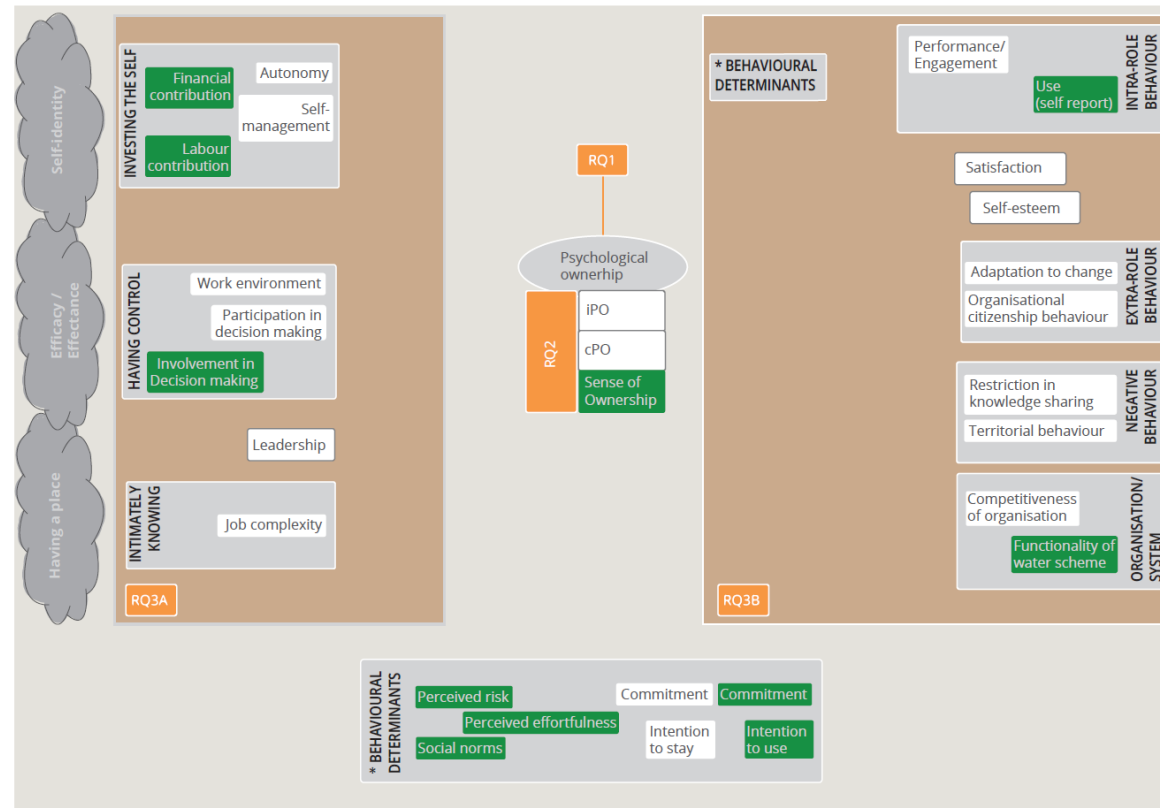 Self-identity
Efficacy /
Effectance
Having a place
INVESTING THE SELF
Financial
contribution
Autonomy
Self-
management
Labour
contribution
HAVING CONTROL
Work environment
Participation in
decision making
Involvement in
Decision making
Leadership
INTIMATELY
KNOWING
Job complexity
RQ3A
RQ1
Psychological
ownerhip
RQ2
iPO
cPO
Sense of
Ownership
* BEHAVIOURAL
DETERMINANTS
Performance/
Engagement
Use
(self report)
INTRA-ROLE
BEHAVIOUR
Satisfaction
Self-esteem
Adaptation to change
Organisational
citizenship behaviour
EXTRA-ROLE
BEHAVIOUR
Restriction in
knowledge sharing
Territorial behaviour
NEGATIVE
BEHAVIOUR
Competitiveness
of organisation
Functionality of
water scheme
ORGANISATION/
SYSTEM
RQ3B
* BEHAVIOURAL
DETERMINANTS
Perceived risk
Perceived effortfulness
Social norms
Commitment
Commitment
Intention
to stay
Intention
to use